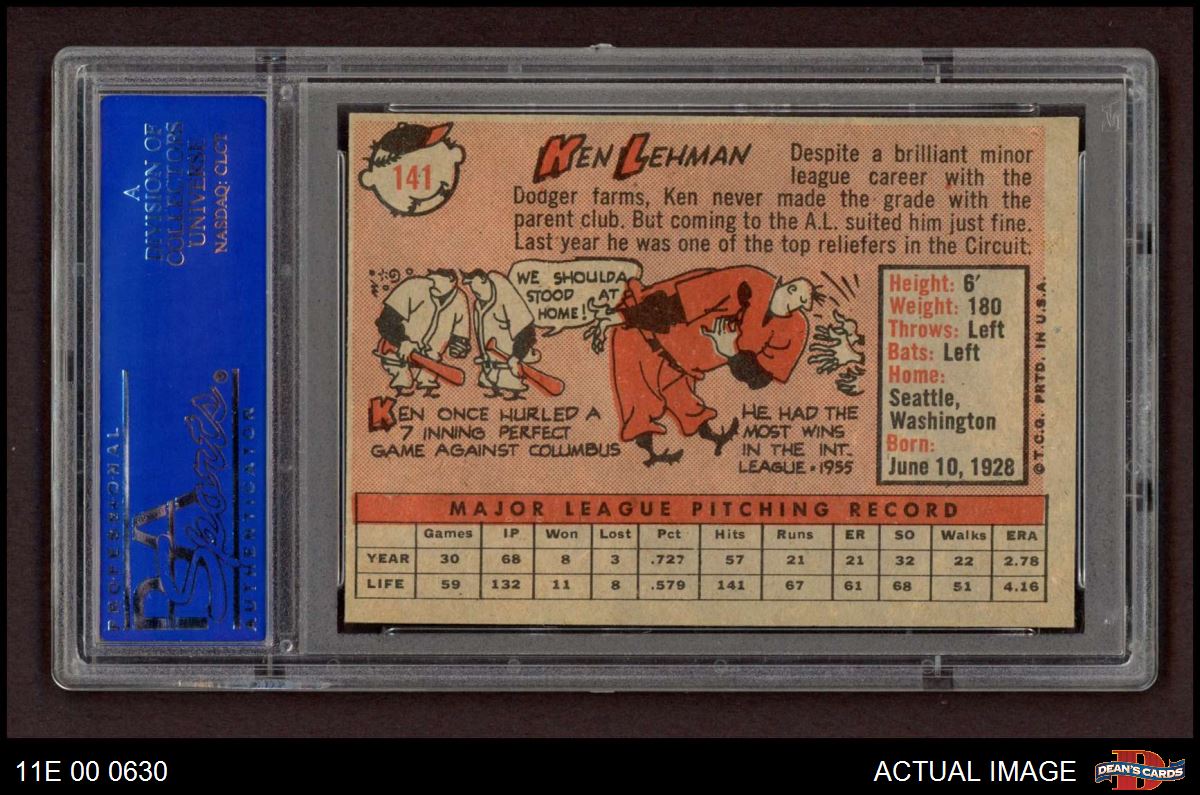 A
DIVISION OF
COLLECTORS
UNIVERSE
NASDAQ: CLCT
PROFESSIONAL
PSA
Sports
AUTHENTICATOR
141
KEN LEHMAN
Despite a brilliant minor
league career with the
Dodger farms, Ken never made the grade with the
parent club. But coming to the A.L. suited him just fine.
Last year he was one of the top reliefers in the Circuit.
WE SHOULDA
STOOD AT
HOME!
KEN ONCE HURLED A
7 INNING PERFECT
GAME AGAINST COLUMBUS
HE HAD THE
MOST WINS
IN THE INT.
LEAGUE • 1955
Height: 6'
Weight: 180
Throws: Left
Bats: Left
Home:
Seattle,
Washington
Born:
June 10, 1928
©T.C.G. PRTD. IN U.S.A.
MAJOR LEAGUE PITCHING RECORD
Games IP Won Lost Pct Hits Runs ER SO Walks ERA
YEAR 30 68 8 3 .727 57 21 21 32 22 2.78
LIFE 59 132 11 8 .579 141 67 61 68 51 4.16
11E 00 0630
ACTUAL IMAGE
D
DEAN'S CARDS